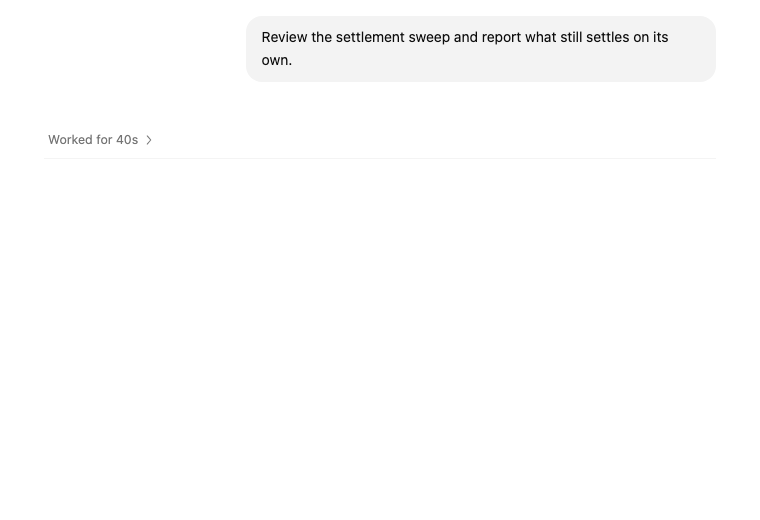 Review the settlement sweep and report what still settles on its
own.
Worked for 40s